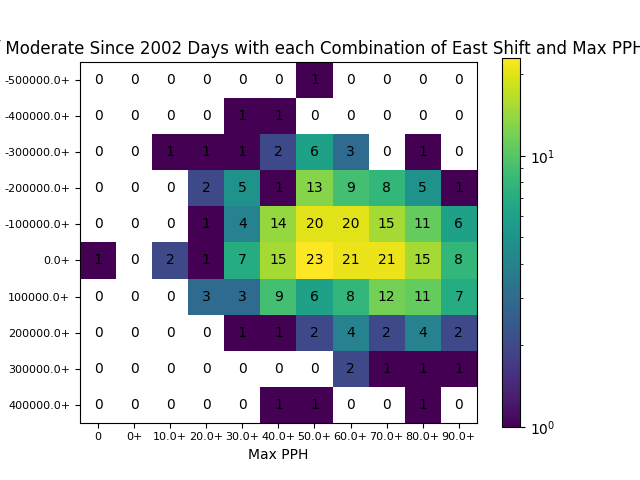 Moderate Since 2002 Days with each Combination of East Shift and Max PPH
-500000.0+ 0 0 0 0 0 0 1 0 0 0 0
-400000.0+ 0 0 0 0 1 1 0 0 0 0 0
-300000.0+ 0 0 1 1 1 2 6 3 0 1 0
-200000.0+ 0 0 0 2 5 1 13 9 8 5 1
-100000.0+ 0 0 0 1 4 14 20 20 15 11 6
0.0+ 1 0 2 1 7 15 23 21 21 15 8
100000.0+ 0 0 0 3 3 9 6 8 12 11 7
200000.0+ 0 0 0 0 1 1 2 4 2 4 2
300000.0+ 0 0 0 0 0 0 0 2 1 1 1
400000.0+ 0 0 0 0 0 1 1 0 0 1 0
0 0+ 10.0+ 20.0+ 30.0+ 40.0+ 50.0+ 60.0+ 70.0+ 80.0+ 90.0+
Max PPH
10¹
10⁰